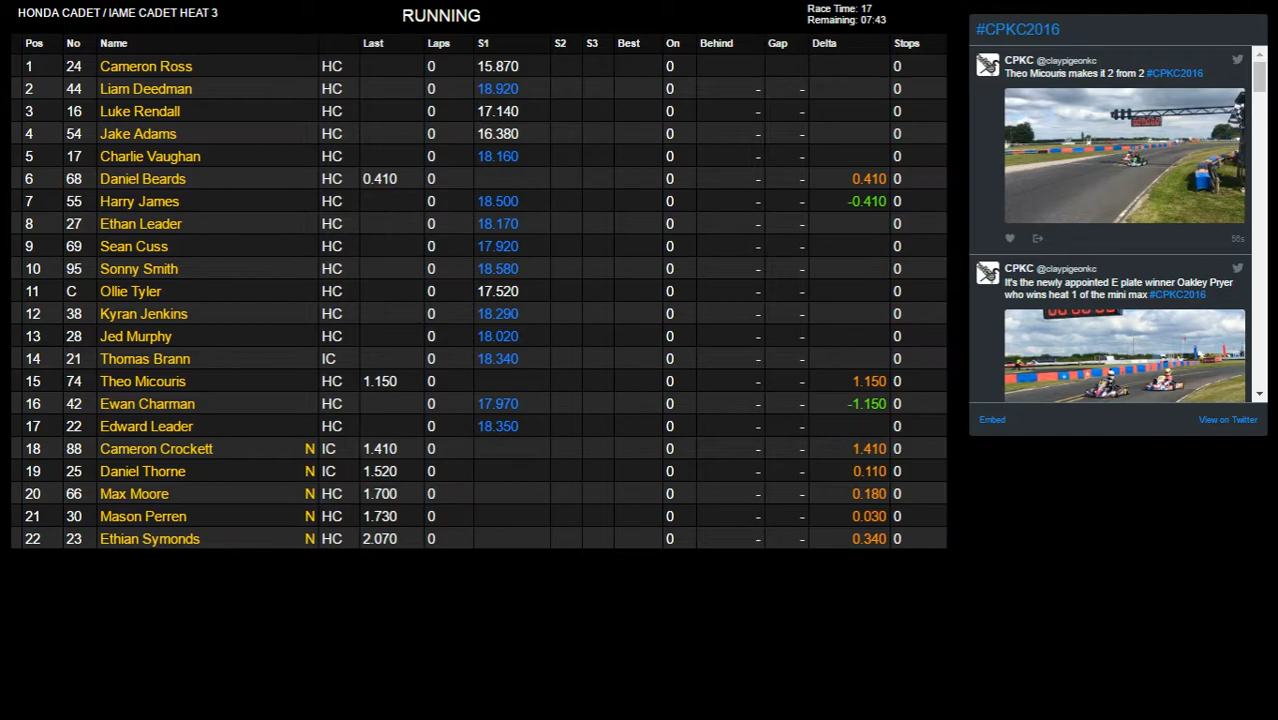 HONDA CADET / IAME CADET HEAT 3
RUNNING
Race Time: 17
Remaining: 07:43
Pos No Name Last Laps S1 S2 S3 Best On Behind Gap Delta Stops
1 24 Cameron Ross HC 0 15.870 0 0
2 44 Liam Deedman HC 0 18.920 0 - - 0
3 16 Luke Rendall HC 0 17.140 0 - - 0
4 54 Jake Adams HC 0 16.380 0 - - 0
5 17 Charlie Vaughan HC 0 18.160 0 - - 0
6 68 Daniel Beards HC 0.410 0 0 - - 0.410 0
7 55 Harry James HC 0 18.500 0 - - -0.410 0
8 27 Ethan Leader HC 0 18.170 0 - - 0
9 69 Sean Cuss HC 0 17.920 0 - - 0
10 95 Sonny Smith HC 0 18.580 0 - - 0
11 C Ollie Tyler HC 0 17.520 0 - - 0
12 38 Kyran Jenkins HC 0 18.290 0 - - 0
13 28 Jed Murphy HC 0 18.020 0 - - 0
14 21 Thomas Brann IC 0 18.340 0 - - 0
15 74 Theo Micouris HC 1.150 0 0 - - 1.150 0
16 42 Ewan Charman HC 0 17.970 0 - - -1.150 0
17 22 Edward Leader HC 0 18.350 0 - - 0
18 88 Cameron Crockett N IC 1.410 0 0 - - 1.410 0
19 25 Daniel Thorne N IC 1.520 0 0 - - 0.110 0
20 66 Max Moore N HC 1.700 0 0 - - 0.180 0
21 30 Mason Perren N HC 1.730 0 0 - - 0.030 0
22 23 Ethian Symonds N HC 2.070 0 0 - - 0.340 0
#CPKC2016
CPKC @claypigeonkc
Theo Micouris makes it 2 from 2 #CPKC2016
CPKC @claypigeonkc
It's the newly appointed E plate winner Oakley Pryer
who wins heat 1 of the mini max #CPKC2016
Embed
View on Twitter